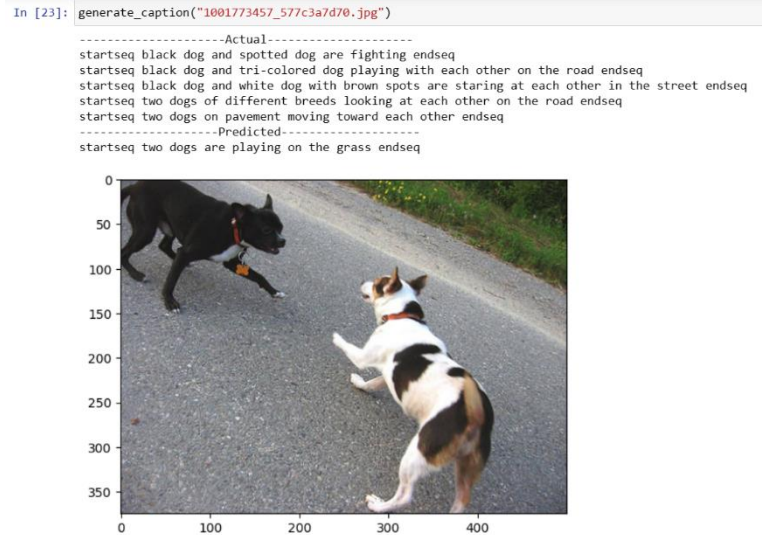 In [23]: generate_caption("1001773457_577c3a7d70.jpg")
---------------------Actual---------------------
startseq black dog and spotted dog are fighting endseq
startseq black dog and tri-colored dog playing with each other on the road endseq
startseq black dog and white dog with brown spots are staring at each other in the street endseq
startseq two dogs of different breeds looking at each other on the road endseq
startseq two dogs on pavement moving toward each other endseq
--------------------Predicted--------------------
startseq two dogs are playing on the grass endseq
0
50
100
150
200
250
300
350
0 100 200 300 400